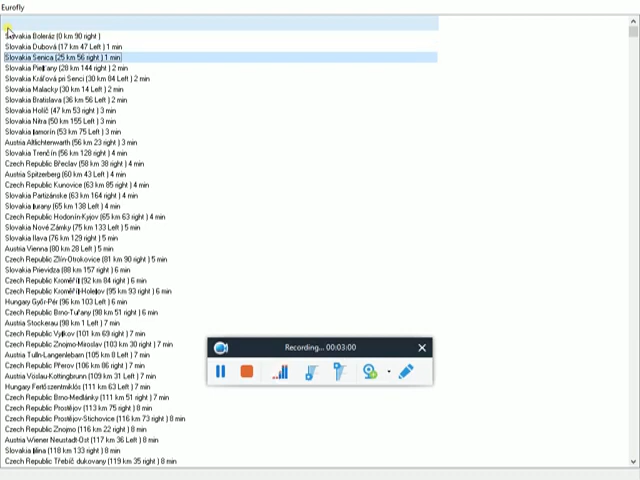 Eurofly
Slovakia Boleráz (0 km 90 right )
Slovakia Dubová (17 km 47 Left ) 1 min
Slovakia Senica (25 km 56 right ) 1 min
Slovakia Piešťany (28 km 144 right ) 2 min
Slovakia Kráľová pri Senci (30 km 84 Left ) 2 min
Slovakia Malacky (30 km 14 Left ) 2 min
Slovakia Bratislava (36 km 56 Left ) 2 min
Slovakia Holíč (47 km 53 right ) 3 min
Slovakia Nitra (50 km 155 Left ) 3 min
Slovakia (53 km 75 Left ) 3 min
Austria Altlichtenwarth (56 km 23 right ) 3 min
Slovakia Trenčín (56 km 128 right ) 4 min
Czech Republic Břeclav (58 km 38 right ) 4 min
Austria Spitzerberg (60 km 43 Left ) 4 min
Czech Republic Kunovice (63 km 85 right ) 4 min
Slovakia Partizánske (63 km 164 right ) 4 min
Slovakia (65 km 138 Left ) 4 min
Czech Republic Hodonín-Kyjov (65 km 63 right ) 4 min
Slovakia Nové Zámky (75 km 133 Left ) 5 min
Slovakia Ilava (76 km 129 right ) 5 min
Austria Vienna (80 km 28 Left ) 5 min
Czech Republic Zlín-Otrokovice (81 km 90 right ) 5 min
Slovakia Prievidza (88 km 157 right ) 6 min
Czech Republic Kroměříž (92 km 84 right ) 6 min
Czech Republic Kroměříž-Holešov (95 km 93 right ) 6 min
Hungary Győr-Pér (96 km 103 Left ) 6 min
Czech Republic Brno-Tuřany (98 km 51 right ) 6 min
Austria Stockerau (98 km 1 Left ) 7 min
Czech Republic Vyškov (101 km 69 right ) 7 min
Czech Republic Znojmo-Miroslav (103 km 30 right ) 7 min
Austria Tulln-Langenlebarn (105 km 8 Left ) 7 min
Czech Republic Přerov (106 km 86 right ) 7 min
Austria Vöslau-Kottingbrunn (109 km 31 Left ) 7 min
Hungary Fertőszentmiklós (111 km 63 Left ) 7 min
Czech Republic Brno-Medlánky (111 km 51 right ) 7 min
Czech Republic Prostějov (113 km 75 right ) 8 min
Czech Republic Prostějov-Stichovice (116 km 73 right ) 8 min
Czech Republic Znojmo (116 km 22 right ) 8 min
Austria Wiener Neustadt-Ost (117 km 36 Left ) 8 min
Slovakia (118 km 133 right ) 8 min
Czech Republic Třebíč dukovany (119 km 35 right ) 8 min
Recording... 00:03:00